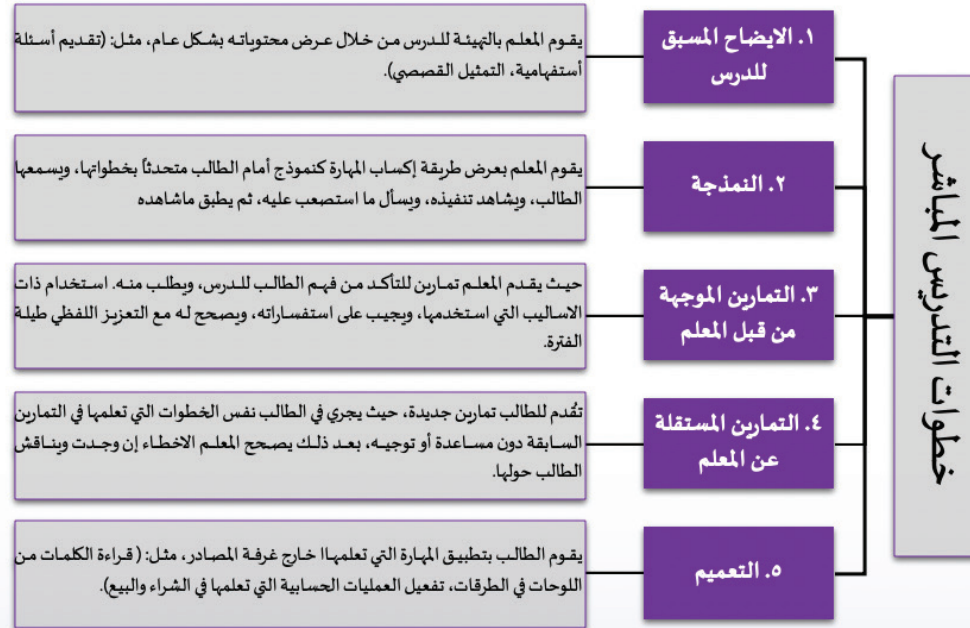 خطوات التدريس المباشر
١. الايضاح المسبق
للدرس
يقوم المعلم بالتهيئة للدرس من خلال عرض محتوياته بشكل عام، مثل: (تقديم أسئلة
أستفهامية، التمثيل القصصي).
٢. النمذجة
يقوم المعلم بعرض طريقة إكساب المهارة كنموذج أمام الطالب متحدثاً بخطواتها، ويسمعها
الطالب، ويشاهد تنفيذه، ويسأل ما استصعب عليه، ثم يطبق ماشاهده
٣. التمارين الموجهة
من قبل المعلم
حيث يقدم المعلم تمارين للتأكد من فهم الطالب للدرس، ويطلب منه. استخدام ذات
الاساليب التي استخدمها، ويجيب على استفساراته، ويصحح له مع التعزيز اللفظي طيلة
الفترة.
٤. التمارين المستقلة
عن المعلم
تقُدم للطالب تمارين جديدة، حيث يجري في الطالب نفس الخطوات التي تعلمها في التمارين
السابقة دون مساعدة أو توجيه، بعد ذلك يصحح المعلم الاخطاء إن وجدت ويناقش
الطالب حولها.
٥. التعميم
يقوم الطالب بتطبيق المهارة التي تعلمهاا خارج غرفة المصادر، مثل: ( قراءة الكلمات من
اللوحات في الطرقات، تفعيل العمليات الحسابية التي تعلمها في الشراء والبيع).